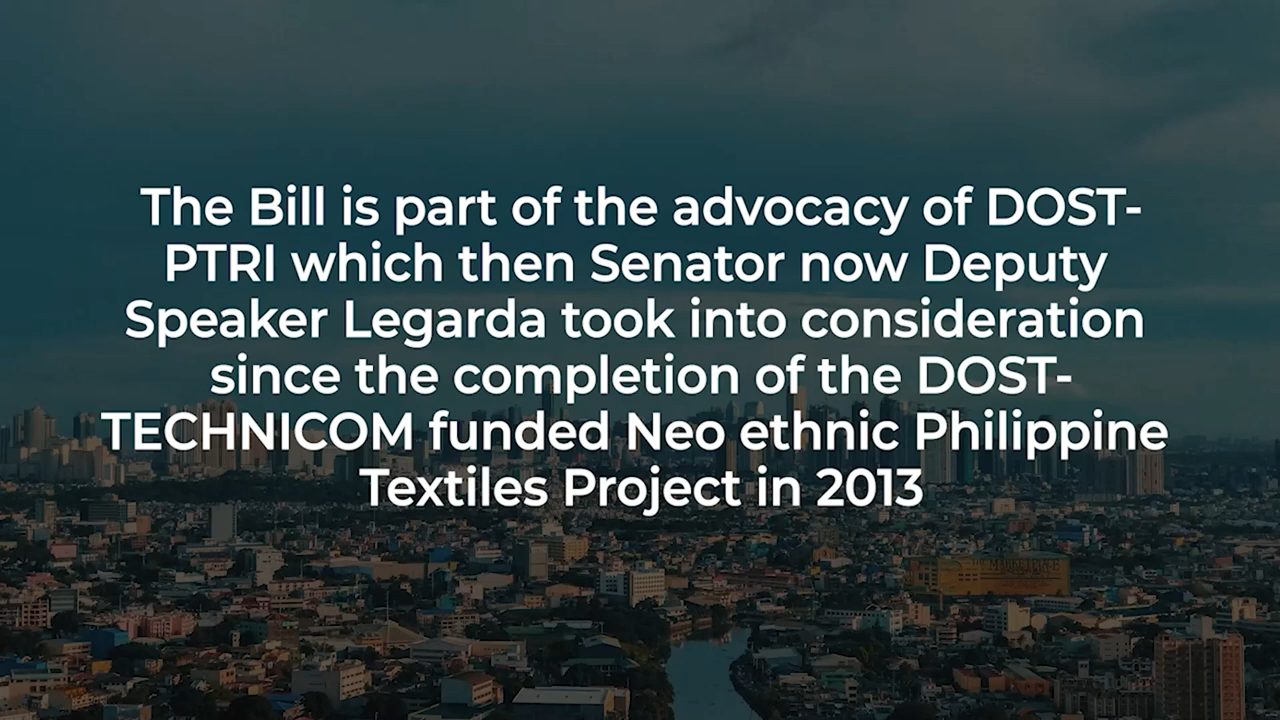 The Bill is part of the advocacy of DOST-
PTRI which then Senator now Deputy
Speaker Legarda took into consideration
since the completion of the DOST-
TECHNICOM funded Neo ethnic Philippine
Textiles Project in 2013